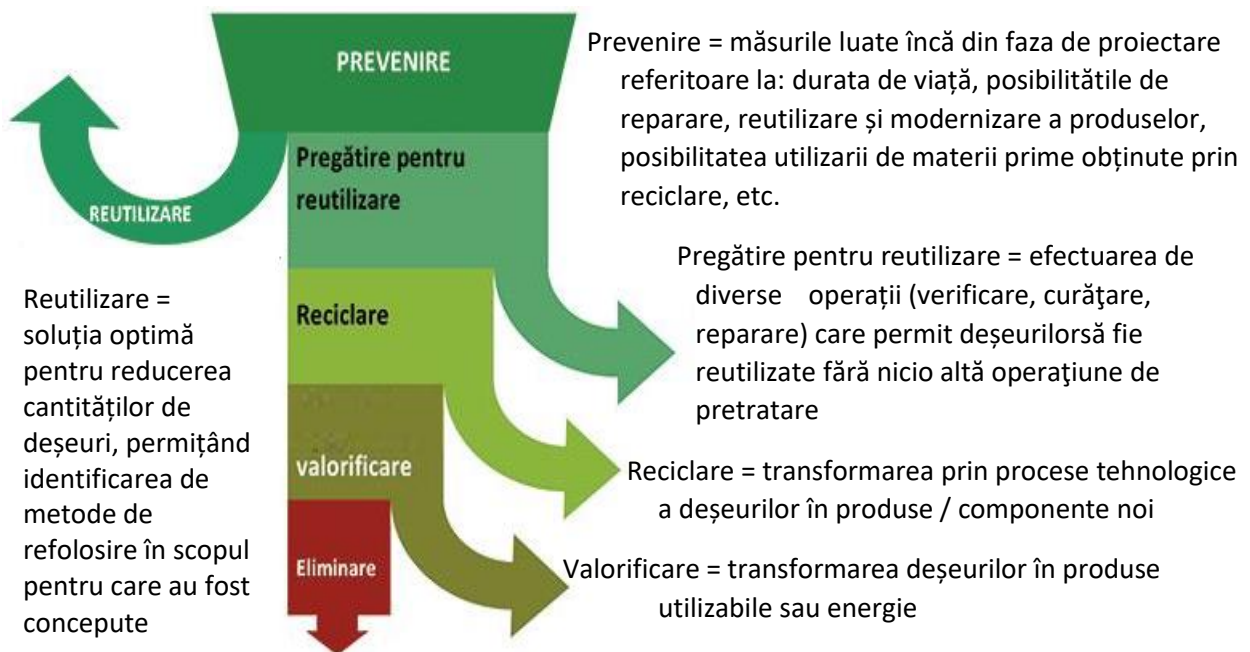 PREVENIRE
Prevenire = măsurile luate încă din faza de proiectare
referitoare la: durata de viață, posibilitătile de
reparare, reutilizare și modernizare a produselor,
posibilitatea utilizarii de materii prime obținute prin
reciclare, etc.
REUTILIZARE
Pregătire pentru
reutilizare
Pregătire pentru reutilizare = efectuarea de
diverse operații (verificare, curăţare,
reparare) care permit deșeurilorsă fie
reutilizate fără nicio altă operaţiune de
pretratare
Reutilizare =
soluția optimă
pentru reducerea
cantităților de
deșeuri, permițând
identificarea de
metode de
refolosire în scopul
pentru care au fost
concepute
Reciclare
Reciclare = transformarea prin procese tehnologice
a deșeurilor în produse / componente noi
valorificare
Valorificare = transformarea deșeurilor în produse
utilizabile sau energie
Eliminare